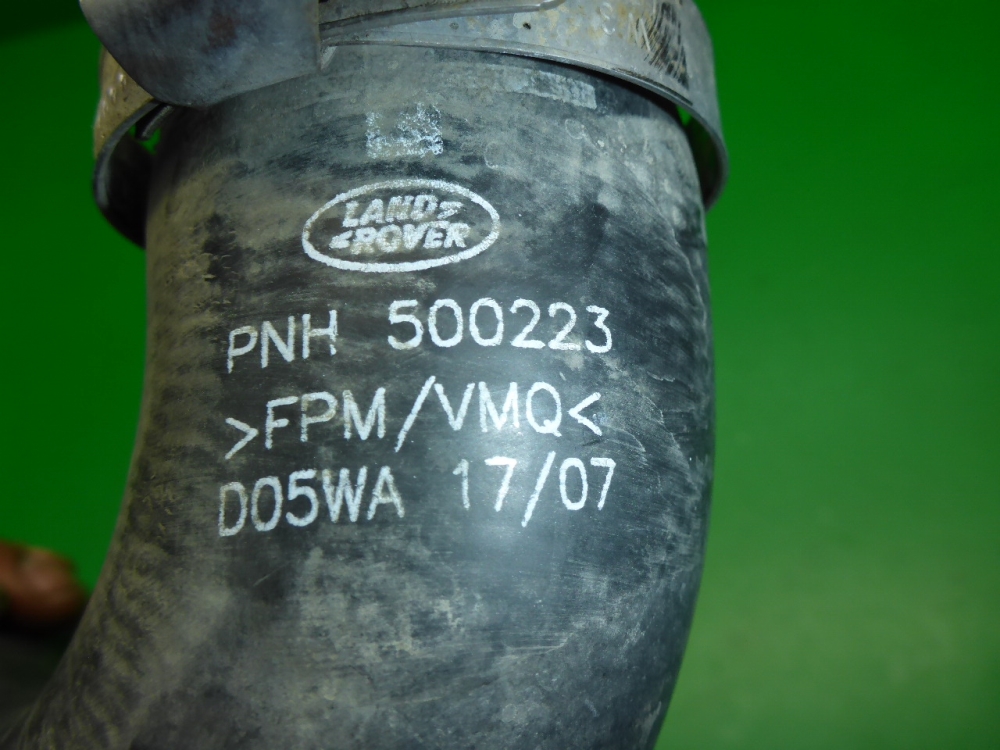 LAND
ROVER
PNH 500223
>FPM/VMQ<
D05WA 17/07